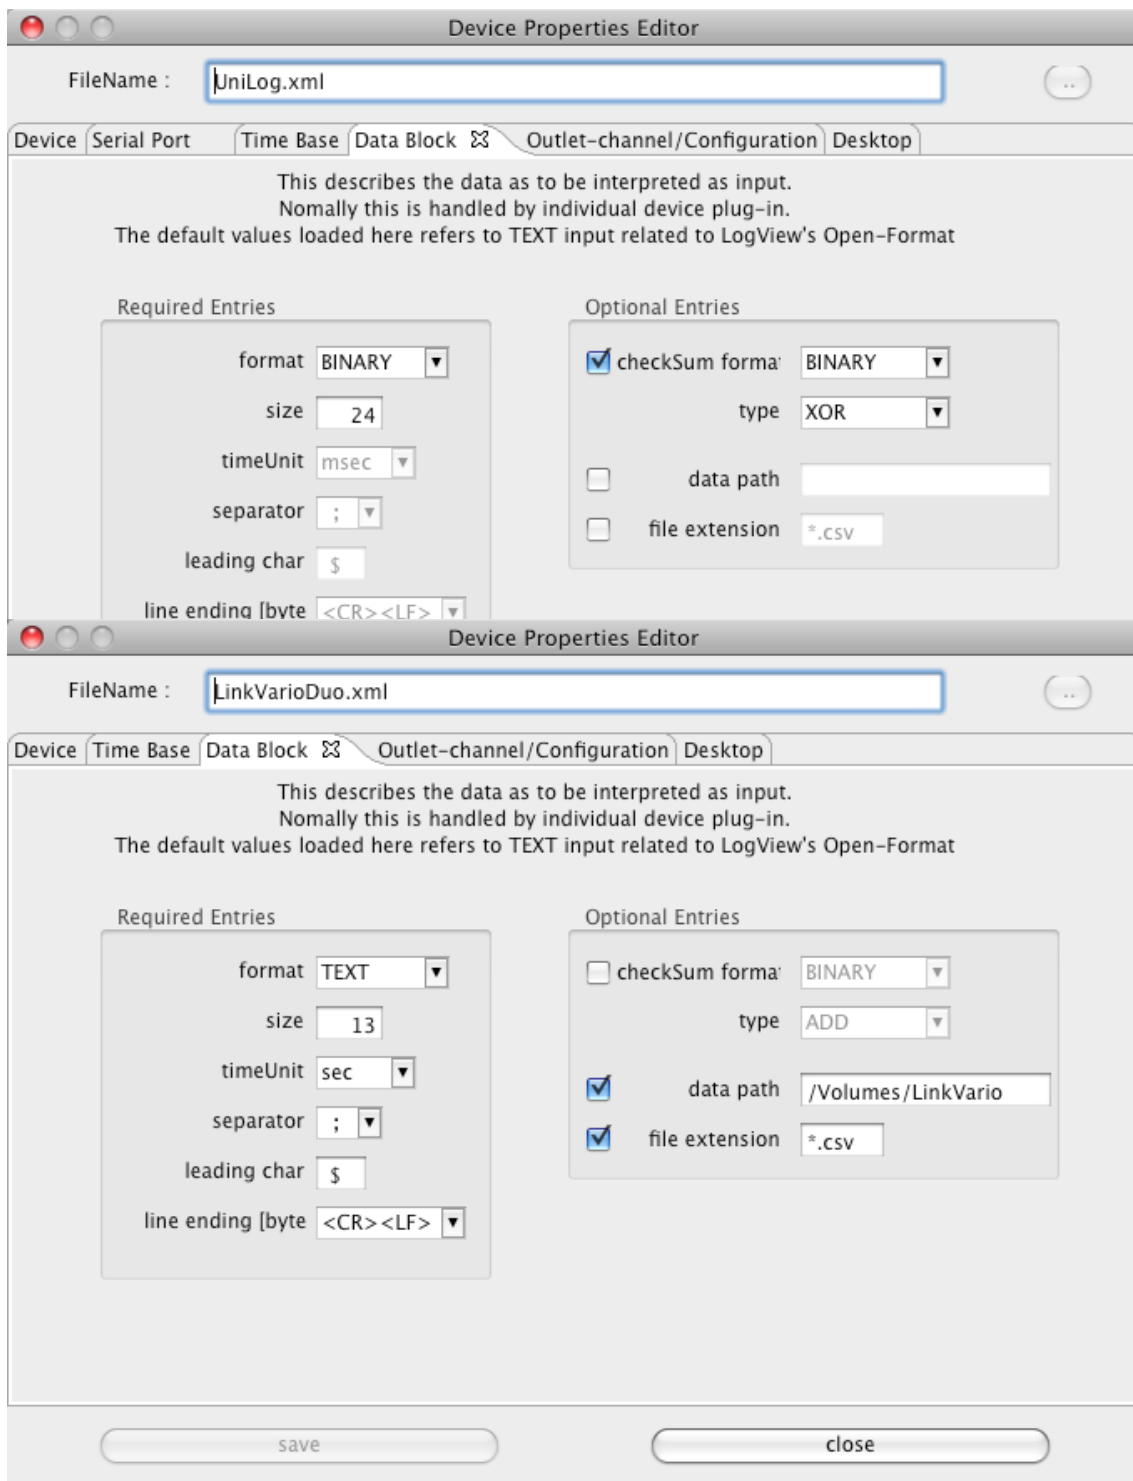 Device Properties Editor
FileName : UniLog.xml ..
Device Serial Port Time Base Data Block Outlet-channel/Configuration Desktop
This describes the data as to be interpreted as input.
Nomally this is handled by individual device plug-in.
The default values loaded here refers to TEXT input related to LogView's Open-Format
Required Entries
format BINARY
size 24
timeUnit msec
separator ;
leading char $
line ending [byte <CR><LF>
Optional Entries
checkSum forma BINARY
type XOR
data path
file extension *.csv
Device Properties Editor
FileName : LinkVarioDuo.xml ..
Device Time Base Data Block Outlet-channel/Configuration Desktop
This describes the data as to be interpreted as input.
Nomally this is handled by individual device plug-in.
The default values loaded here refers to TEXT input related to LogView's Open-Format
Required Entries
format TEXT
size 13
timeUnit sec
separator ;
leading char $
line ending [byte <CR><LF>
Optional Entries
checkSum forma BINARY
type ADD
data path /Volumes/LinkVario
file extension *.csv
save close